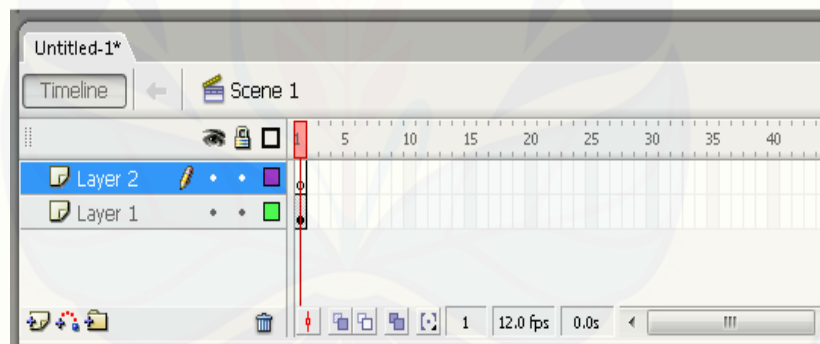 Untitled-1*
Timeline Scene 1
1 5 10 15 20 25 30 35 40
Layer 2
Layer 1
1 12.0 fps 0.0s